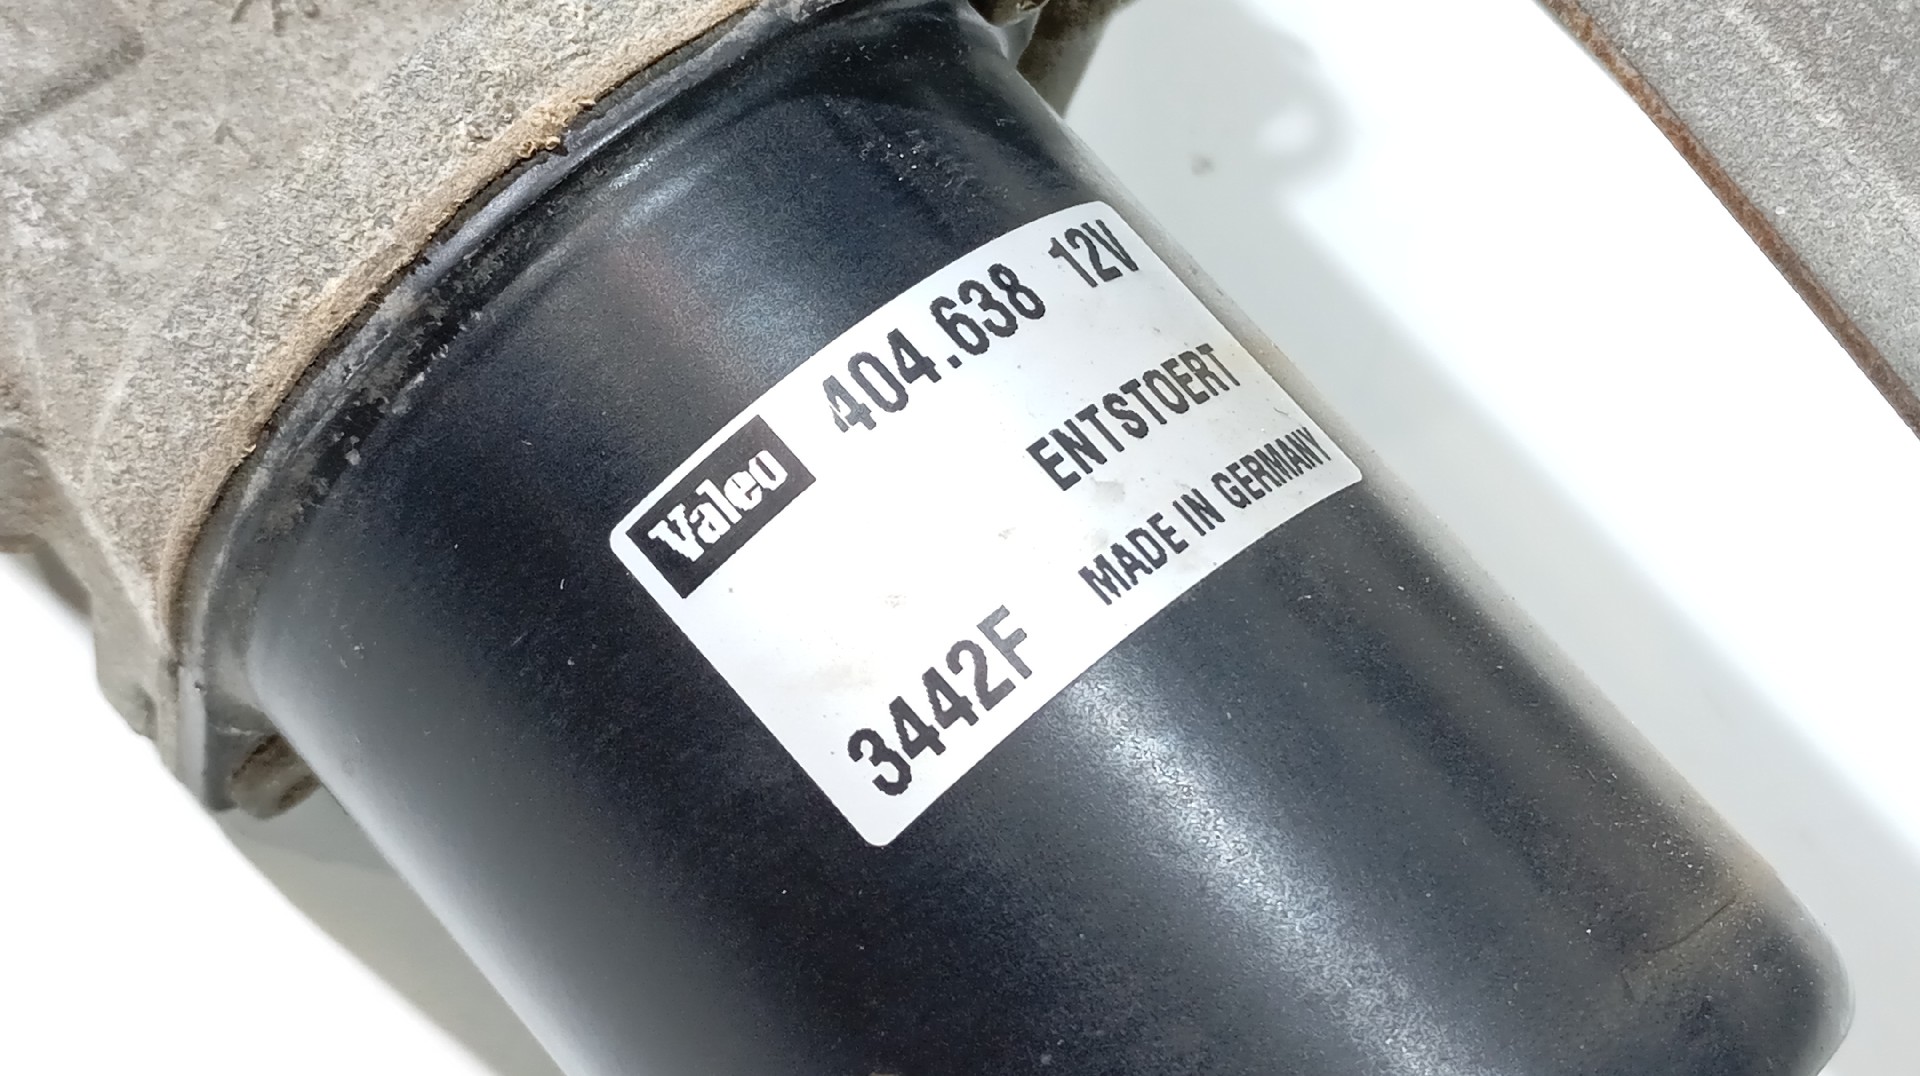 Valeo 404.638 12V
ENTSTOERT
3442F MADE IN GERMANY